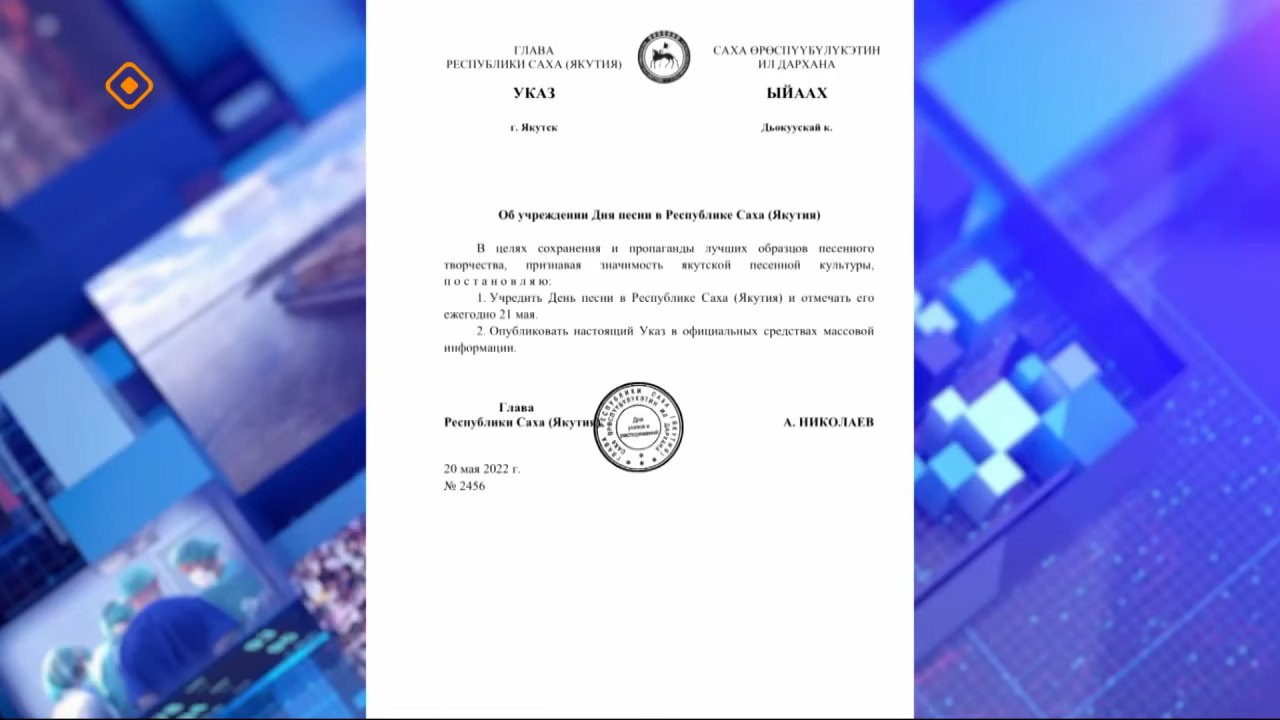 ГЛАВА
РЕСПУБЛИКИ САХА (ЯКУТИЯ)
УКАЗ
г. Якутск
САХА ӨРӨСПҮҮБҮЛҮКЭТИН
ИЛ ДАРХАНА
ЫЙААХ
Дьокуускай к.
Об учреждении Дня песни в Республике Саха (Якутия)
В целях сохранения и пропаганды лучших образцов песенного
творчества, признавая значимость якутской песенной культуры,
п о с т а н о в л я ю:
1. Учредить День песни в Республике Саха (Якутия) и отмечать его
ежегодно 21 мая.
2. Опубликовать настоящий Указ в официальных средствах массовой
информации.
Глава
Республики Саха (Якутия)
А. НИКОЛАЕВ
Для
указов и
распоряжений
20 мая 2022 г.
№ 2456